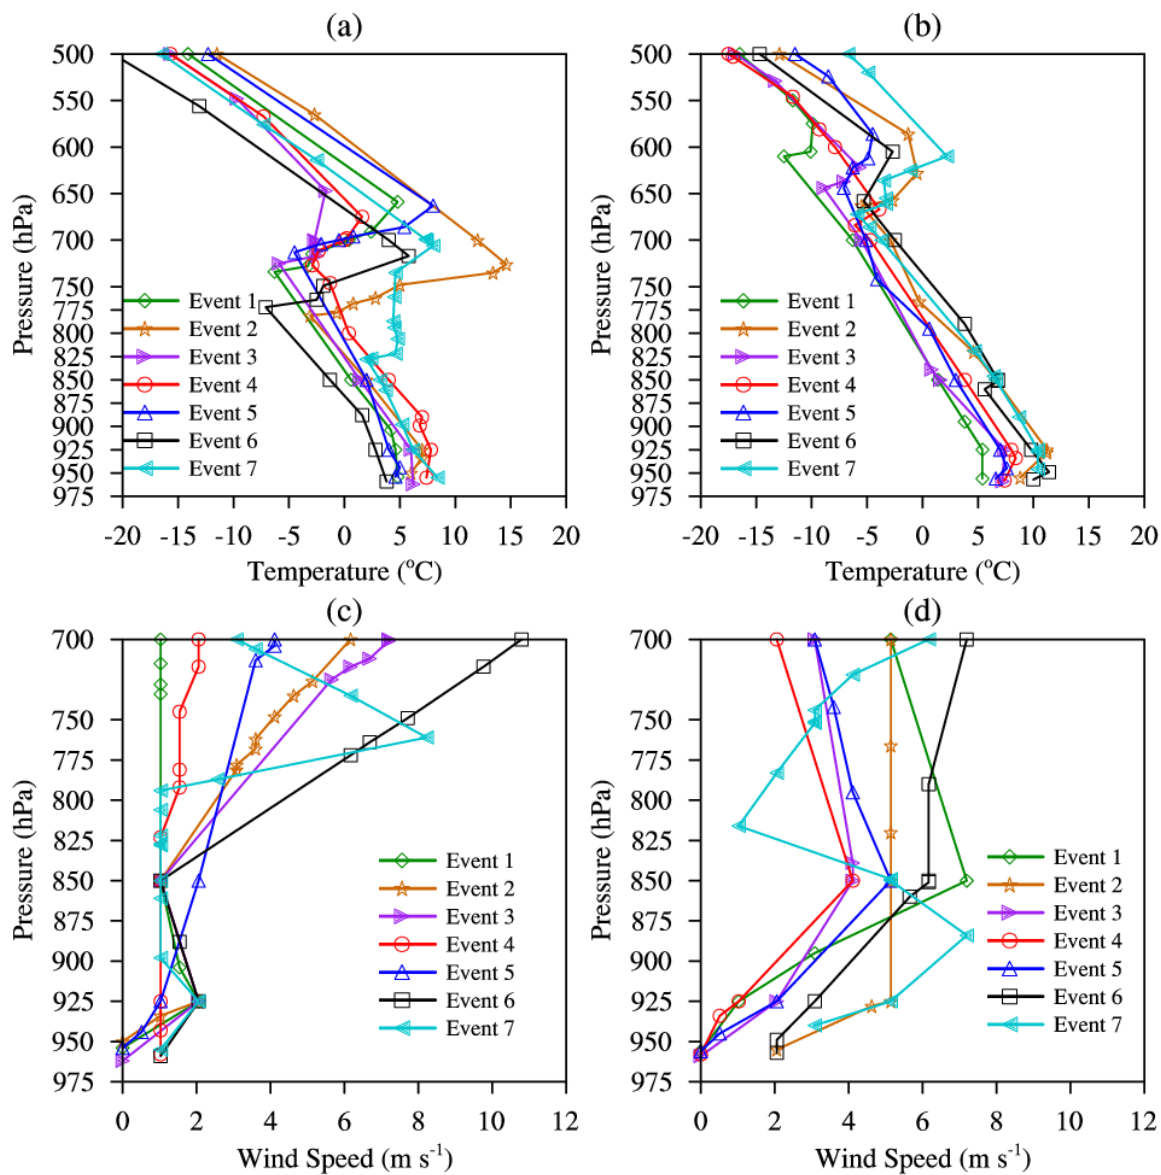 (a)
Pressure (hPa)
500
550
600
650
700
750
775
800
825
850
875
900
925
950
975
Event 1
Event 2
Event 3
Event 4
Event 5
Event 6
Event 7
-20 -15 -10 -5 0 5 10 15 20
Temperature (°C)
(b)
Pressure (hPa)
500
550
600
650
700
750
775
800
825
850
875
900
925
950
975
Event 1
Event 2
Event 3
Event 4
Event 5
Event 6
Event 7
-20 -15 -10 -5 0 5 10 15 20
Temperature (°C)
(c)
Pressure (hPa)
700
750
775
800
825
850
875
900
925
950
975
Event 1
Event 2
Event 3
Event 4
Event 5
Event 6
Event 7
0 2 4 6 8 10 12
Wind Speed (m s⁻¹)
(d)
Pressure (hPa)
700
750
775
800
825
850
875
900
925
950
975
Event 1
Event 2
Event 3
Event 4
Event 5
Event 6
Event 7
0 2 4 6 8 10 12
Wind Speed (m s⁻¹)